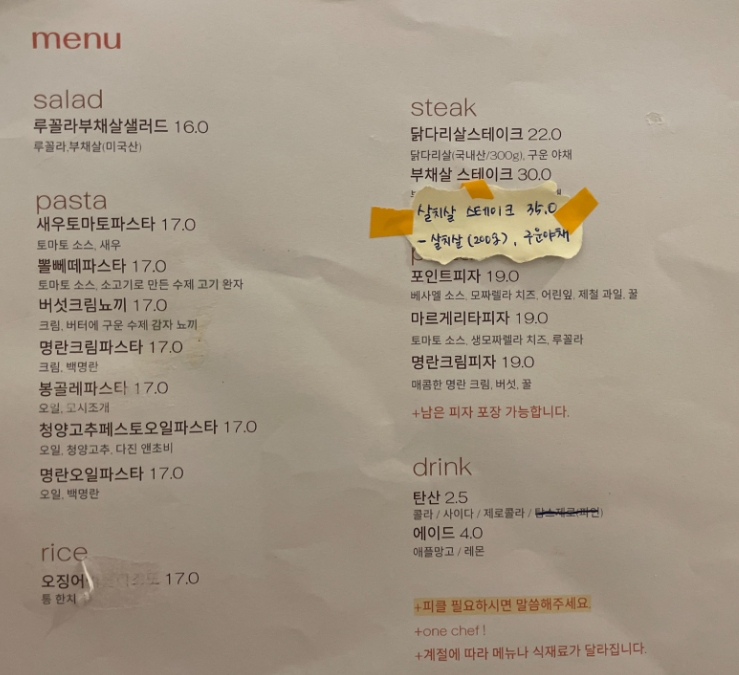 menu
salad
루꼴라부채살샐러드 16.0
루꼴라,부채살(미국산)
pasta
새우토마토파스타 17.0
토마토 소스, 새우
뽈뻬떼파스타 17.0
토마토 소스, 소고기로 만든 수제 고기 완자
버섯크림뇨끼 17.0
크림, 버터에 구운 수제 감자 뇨끼
명란크림파스타 17.0
크림, 백명란
봉골레파스타 17.0
오일, 모시조개
청양고추페스토오일파스타 17.0
오일, 청양고추, 다진 앤초비
명란오일파스타 17.0
오일, 백명란
rice
오징어 17.0
통 한치
steak
닭다리살스테이크 22.0
닭다리살(국내산/300g), 구운 야채
부채살 스테이크 30.0
살치살 스테이크 35.0
- 살치살 (200g), 구운야채
포인트피자 19.0
베사멜 소스, 모짜렐라 치즈, 어린잎, 제철 과일, 꿀
마르게리타피자 19.0
토마토 소스, 생모짜렐라 치즈, 루꼴라
명란크림피자 19.0
매콤한 명란 크림, 버섯, 꿀
+남은 피자 포장 가능합니다.
drink
탄산 2.5
콜라 / 사이다 / 제로콜라 /
에이드 4.0
애플망고 / 레몬
+피클 필요하시면 말씀해주세요.
+one chef !
+계절에 따라 메뉴나 식재료가 달라집니다.